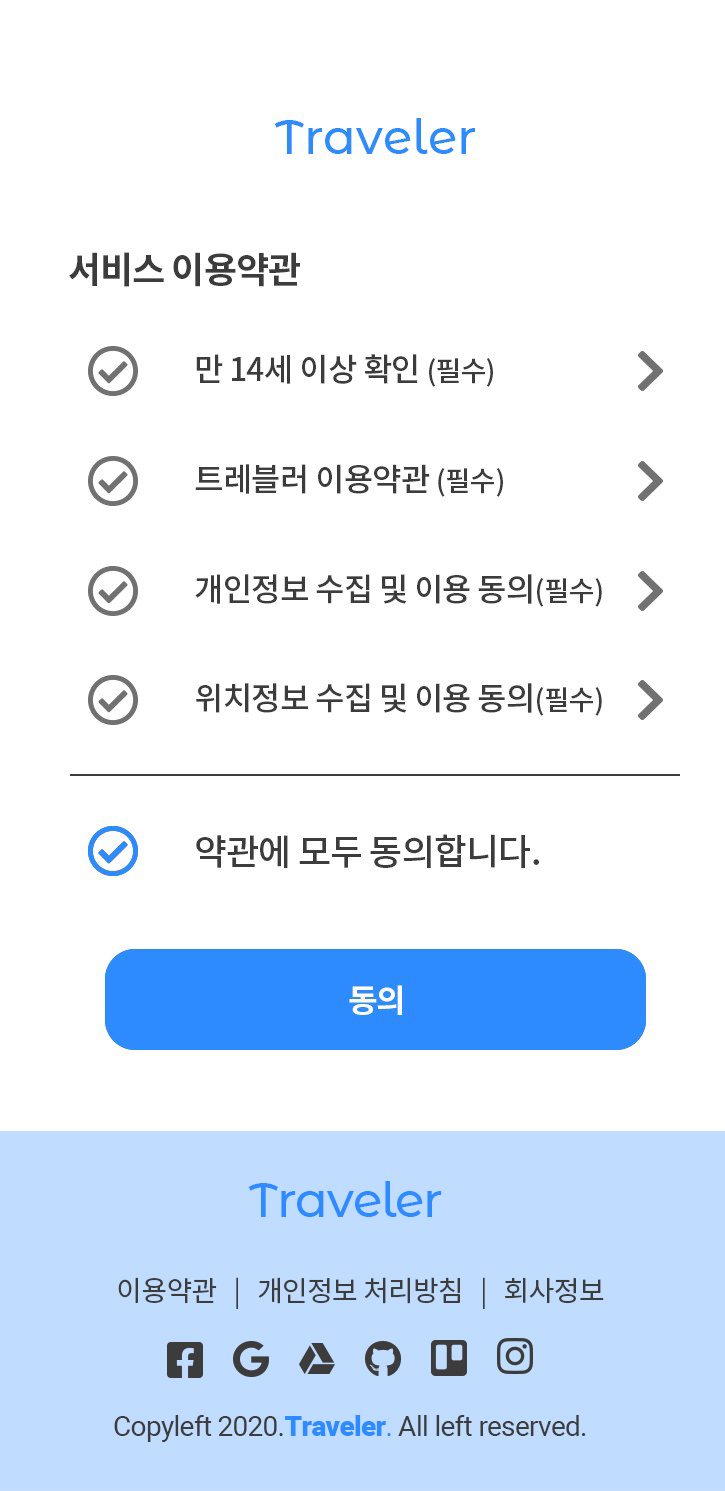 Traveler
서비스 이용약관
만 14세 이상 확인 (필수)
트레블러 이용약관 (필수)
개인정보 수집 및 이용 동의(필수)
위치정보 수집 및 이용 동의(필수)
약관에 모두 동의합니다.
동의
Traveler
이용약관 | 개인정보 처리방침 | 회사정보
Copyleft 2020.Traveler. All left reserved.